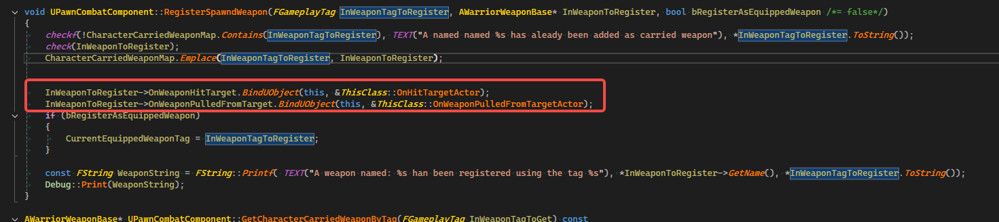 void UPawnCombatComponent::RegisterSpawndWeapon(FGameplayTag InWeaponTagToRegister, AWarriorWeaponBase* InWeaponToRegister, bool bRegisterAsEquippedWeapon /*= false*/)
{
checkf(!CharacterCarriedWeaponMap.Contains(InWeaponTagToRegister), TEXT("A named named %s has aleady been added as carried weapon"), *InWeaponTagToRegister.ToString());
check(InWeaponToRegister);
CharacterCarriedWeaponMap.Emplace(InWeaponTagToRegister, InWeaponToRegister);
InWeaponToRegister->OnWeaponHitTarget.BindUObject(this, &ThisClass::OnHitTargetActor);
InWeaponToRegister->OnWeaponPulledFromTarget.BindUObject(this, &ThisClass::OnWeaponPulledFromTargetActor);
if (bRegisterAsEquippedWeapon)
{
CurrentEquippedWeaponTag = InWeaponTagToRegister;
}
const FString WeaponString = FString::Printf( TEXT("A weapon named: %s han been registered using the tag %s"), *InWeaponToRegister->GetName(), *InWeaponTagToRegister.ToString());
Debug::Print(WeaponString);
}
AWarriorWeaponBase* UPawnCombatComponent::GetCharacterCarriedWeaponByTag(FGameplayTag InWeaponTagToGet) const